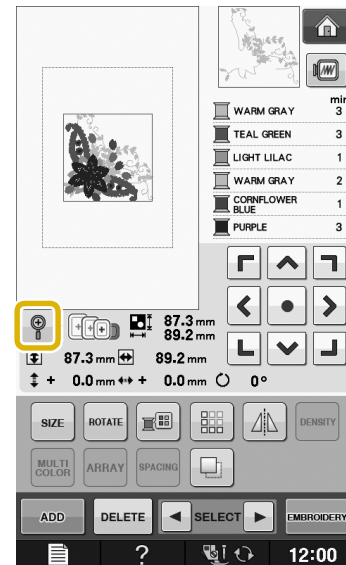 min
WARM GRAY 3
TEAL GREEN 3
LIGHT LILAC 1
WARM GRAY 2
CORNFLOWER BLUE 1
PURPLE 3
87.3 mm
89.2 mm
87.3 mm 89.2 mm
+ 0.0 mm + 0.0 mm 0°
SIZE ROTATE DENSITY
MULTI COLOR ARRAY SPACING
ADD DELETE SELECT EMBROIDERY
? 12:00